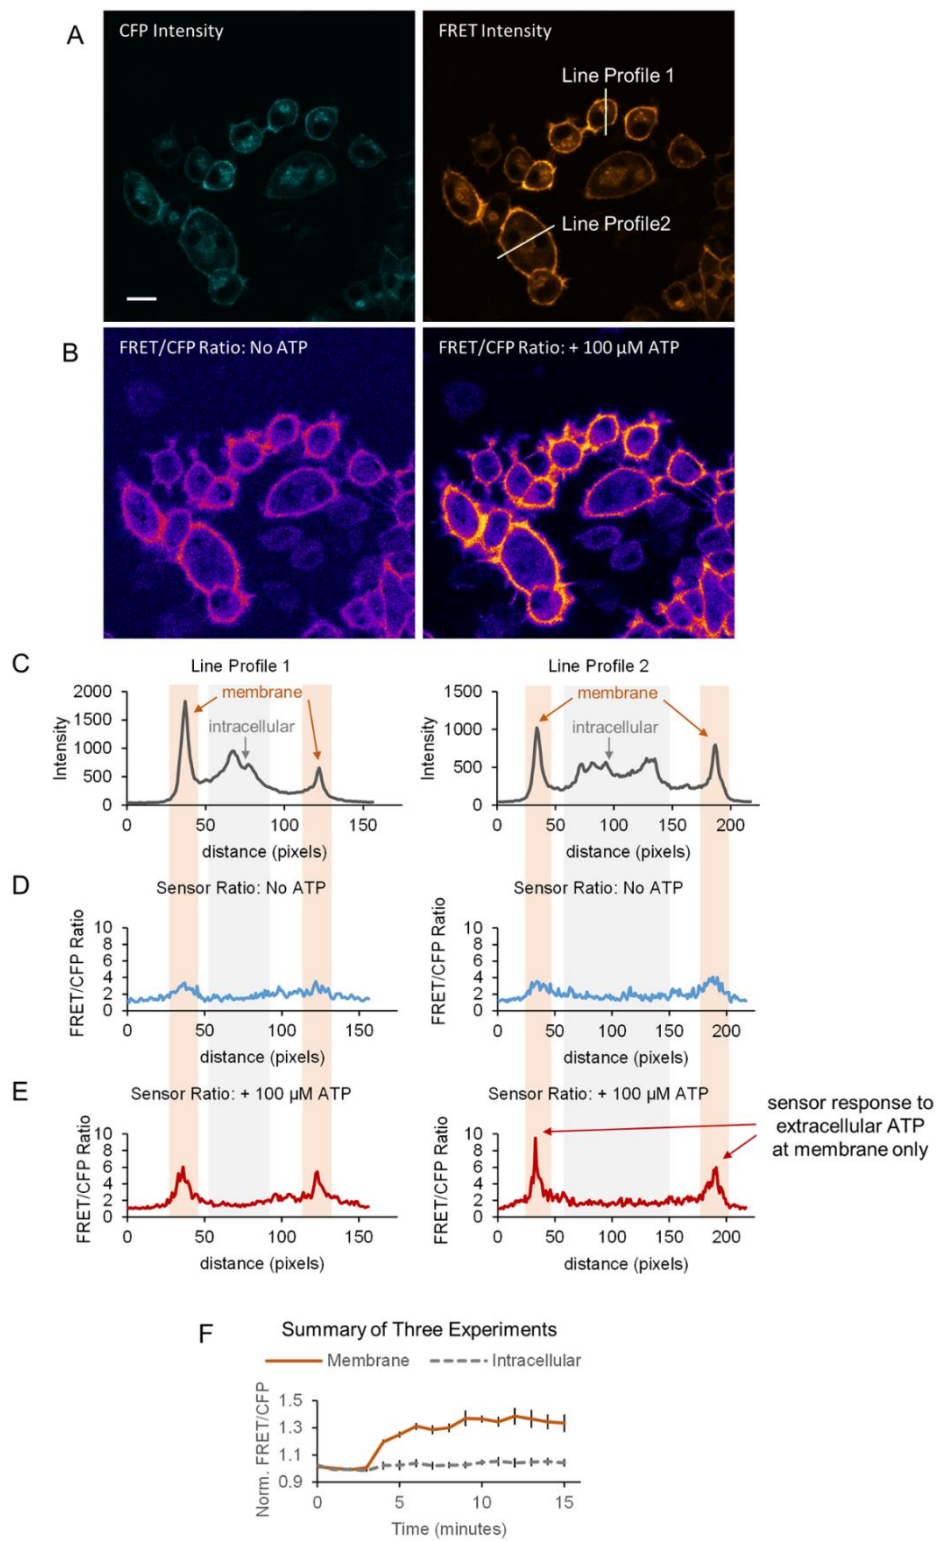 A
CFP Intensity
FRET Intensity
Line Profile 1
Line Profile2
B
FRET/CFP Ratio: No ATP
FRET/CFP Ratio: + 100 µM ATP
C
Line Profile 1
Line Profile 2
2000
1500
1000
500
0
Intensity
membrane
intracellular
0 50 100 150
distance (pixels)
1500
1000
500
0
Intensity
membrane
intracellular
0 50 100 150 200
distance (pixels)
D
Sensor Ratio: No ATP
Sensor Ratio: No ATP
10
8
6
4
2
0
FRET/CFP Ratio
0 50 100 150
distance (pixels)
10
8
6
4
2
0
FRET/CFP Ratio
0 50 100 150 200
distance (pixels)
E
Sensor Ratio: + 100 µM ATP
Sensor Ratio: + 100 µM ATP
10
8
6
4
2
0
FRET/CFP Ratio
0 50 100 150
distance (pixels)
10
8
6
4
2
0
FRET/CFP Ratio
0 50 100 150 200
distance (pixels)
sensor response to
extracellular ATP
at membrane only
F
Summary of Three Experiments
Membrane
Intracellular
1.5
1.3
1.1
0.9
Norm. FRET/CFP
0 5 10 15
Time (minutes)